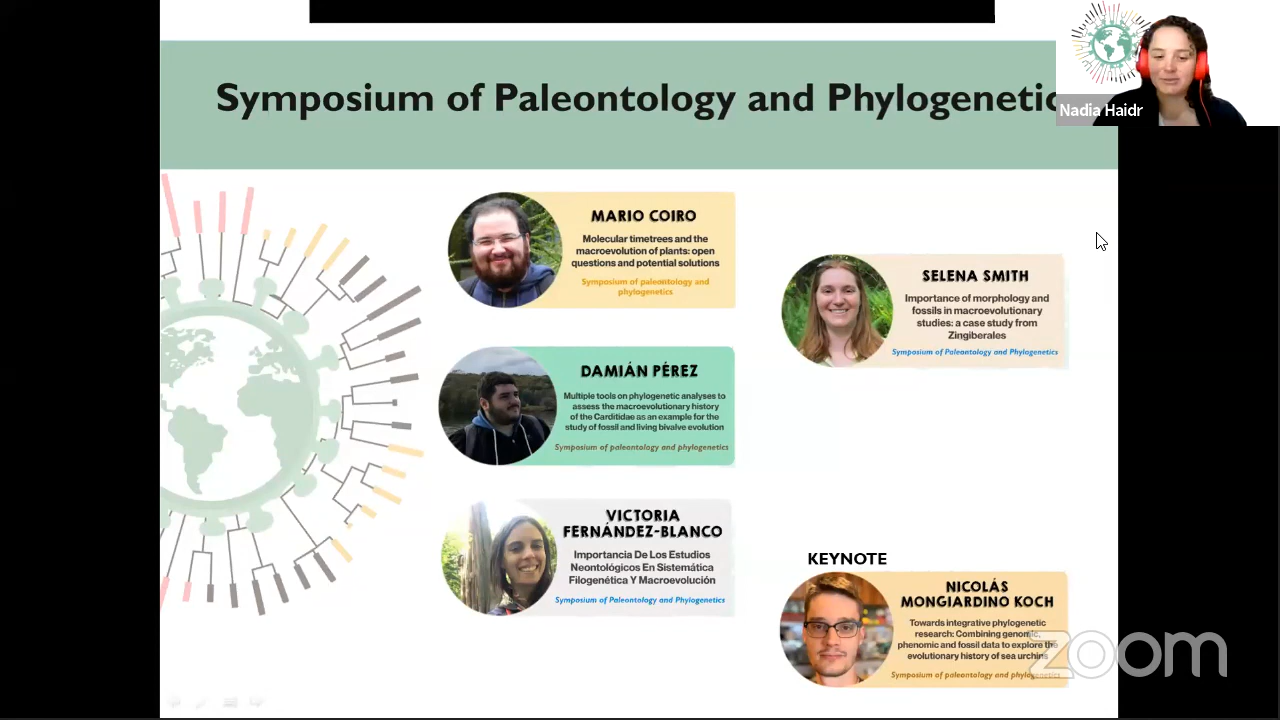 Symposium of Paleontology and Phylogenetic
Nadia Haidr
MARIO COIRO
Molecular timetrees and the
macroevolution of plants: open
questions and potential solutions
Symposium of paleontology and
phylogenetics
SELENA SMITH
Importance of morphology and
fossils in macroevolutionary
studies: a case study from
Zingiberales
Symposium of Paleontology and Phylogenetics
DAMIÁN PÉREZ
Multiple tools on phylogenetic analyses to
assess the macroevolutionary history
of the Carditidae as an example for the
study of fossil and living bivalve evolution
Symposium of paleontology and phylogenetics
VICTORIA
FERNÁNDEZ-BLANCO
Importancia De Los Estudios
Neontológicos En Sistemática
Filogenética Y Macroevolución
Symposium of Paleontology and Phylogenetics
KEYNOTE
NICOLÁS
MONGIARDINO KOCH
Towards integrative phylogenetic
research: Combining genomic,
phenomic and fossil data to explore the
evolutionary history of sea urchins
Symposium of paleontology and phylogenetics
zoom